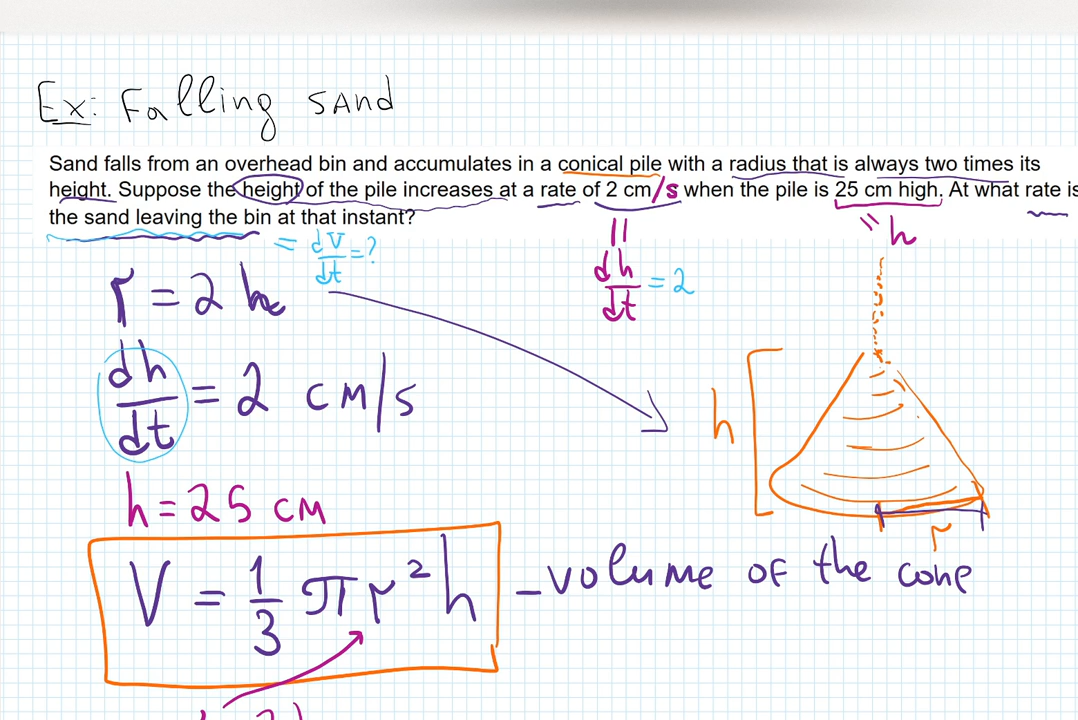 Ex: Falling SAND
Sand falls from an overhead bin and accumulates in a conical pile with a radius that is always two times its
height. Suppose the height of the pile increases at a rate of 2 cm/s when the pile is 25 cm high. At what rate is
the sand leaving the bin at that instant?
= dV/dt = ?
= dh/dt = 2
= h
r = 2h
dh/dt = 2 cm/s
h
h = 25 cm
r
V = 1/3 πr²h - volume of the cone